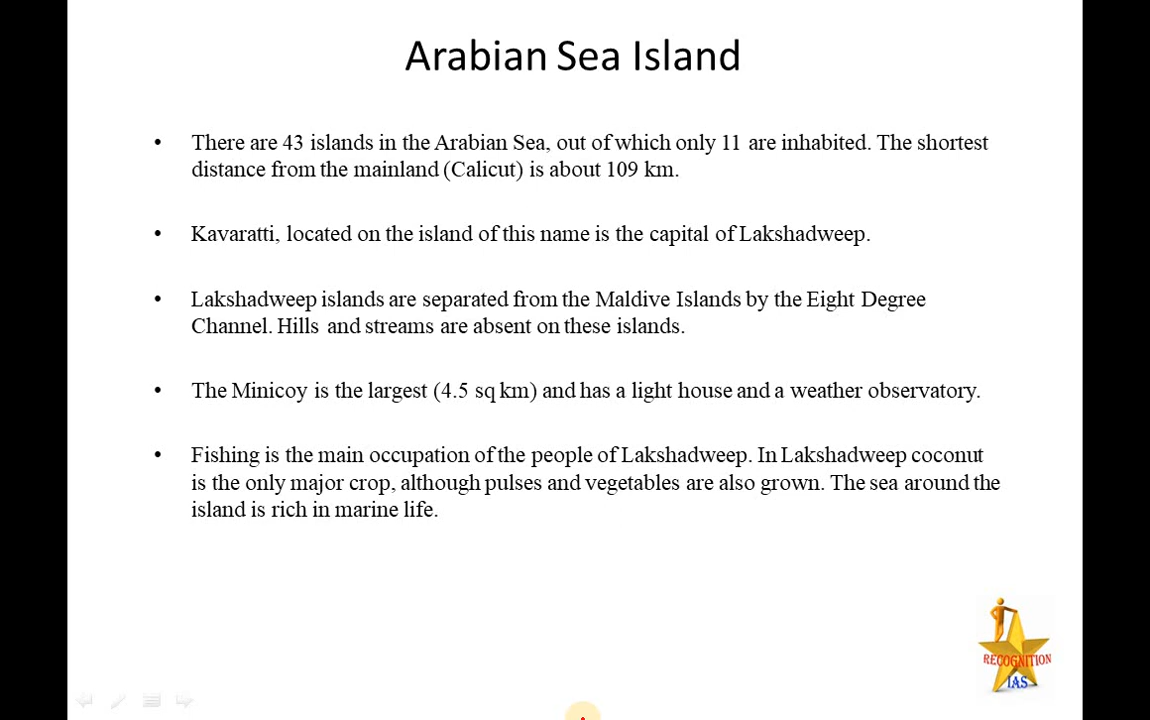 Arabian Sea Island
• There are 43 islands in the Arabian Sea, out of which only 11 are inhabited. The shortest
distance from the mainland (Calicut) is about 109 km.
• Kavaratti, located on the island of this name is the capital of Lakshadweep.
• Lakshadweep islands are separated from the Maldive Islands by the Eight Degree
Channel. Hills and streams are absent on these islands.
• The Minicoy is the largest (4.5 sq km) and has a light house and a weather observatory.
• Fishing is the main occupation of the people of Lakshadweep. In Lakshadweep coconut
is the only major crop, although pulses and vegetables are also grown. The sea around the
island is rich in marine life.
RECOGNITION
IAS